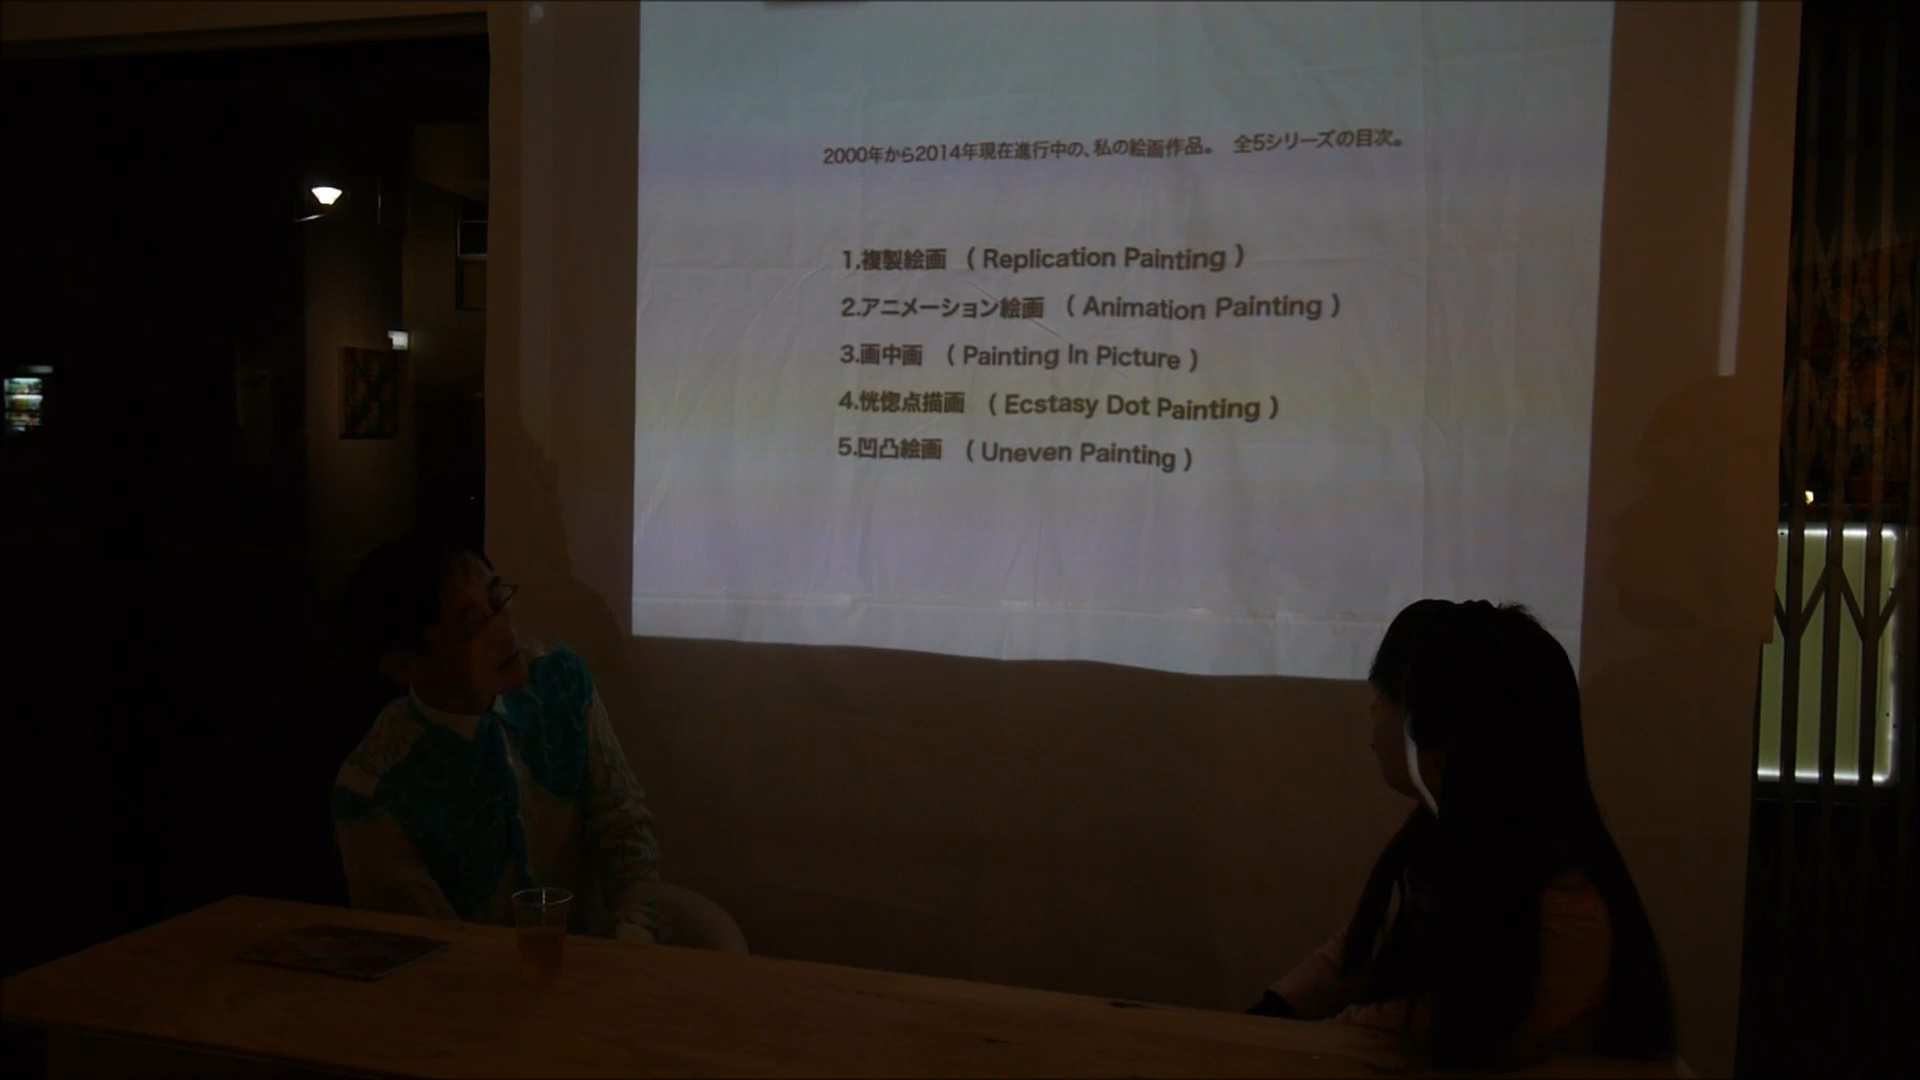 2000年から2014年現在進行中の、私の絵画作品。 全5シリーズの目次。
1.複製絵画 ( Replication Painting )
2.アニメーション絵画 ( Animation Painting )
3.画中画 ( Painting In Picture )
4.恍惚点描画 ( Ecstasy Dot Painting )
5.凹凸絵画 ( Uneven Painting )